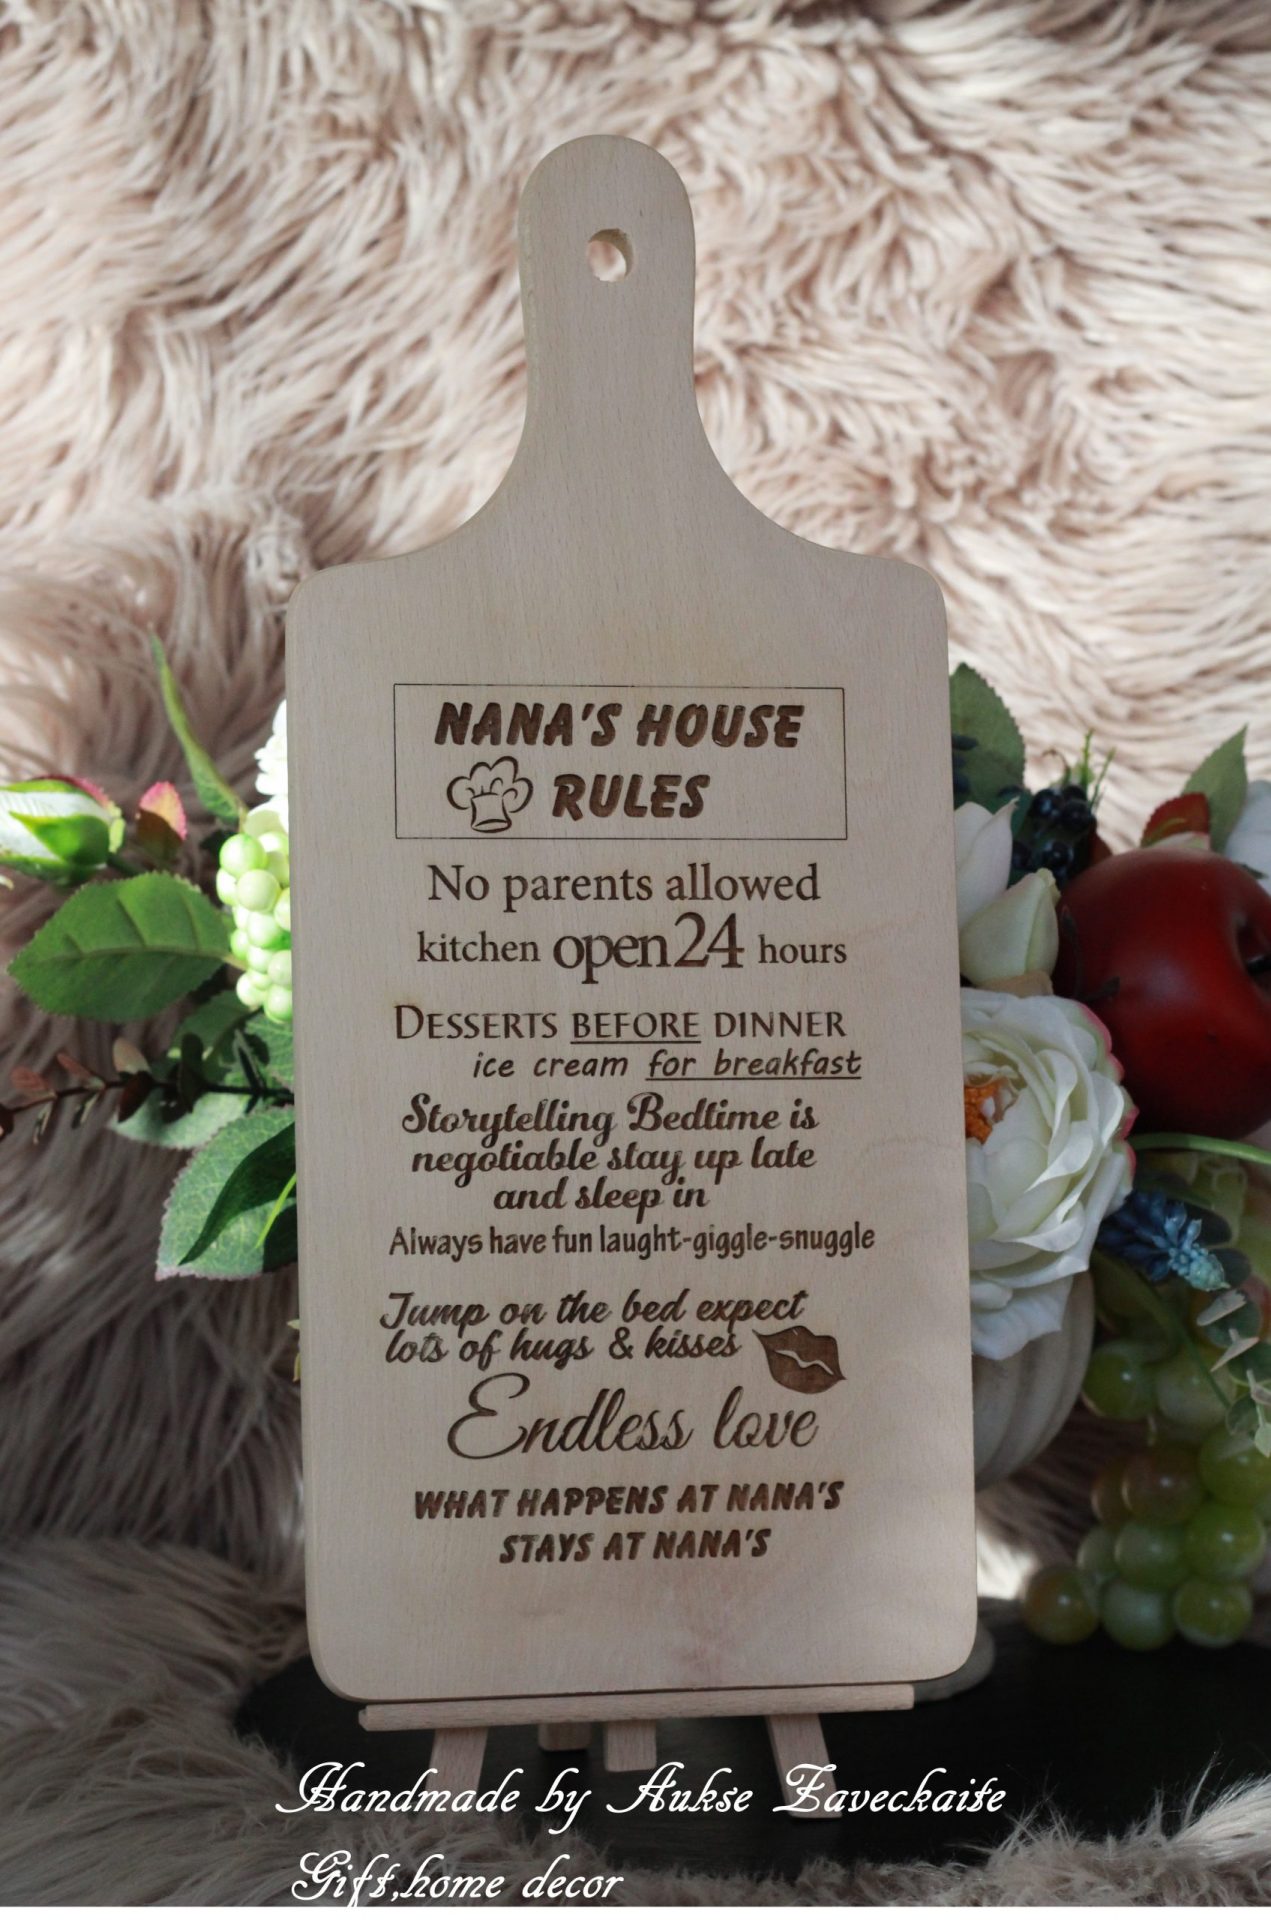 NANA'S HOUSE
RULES
No parents allowed
kitchen open 24 hours
DESSERTS BEFORE DINNER
ice cream for breakfast
Storytelling Bedtime is
negotiable stay up late
and sleep in
Always have fun laught-giggle-snuggle
Jump on the bed expect
lots of hugs & kisses
Endless love
WHAT HAPPENS AT NANA'S
STAYS AT NANA'S
Handmade by Aukse Zaveckaite
Gift,home decor